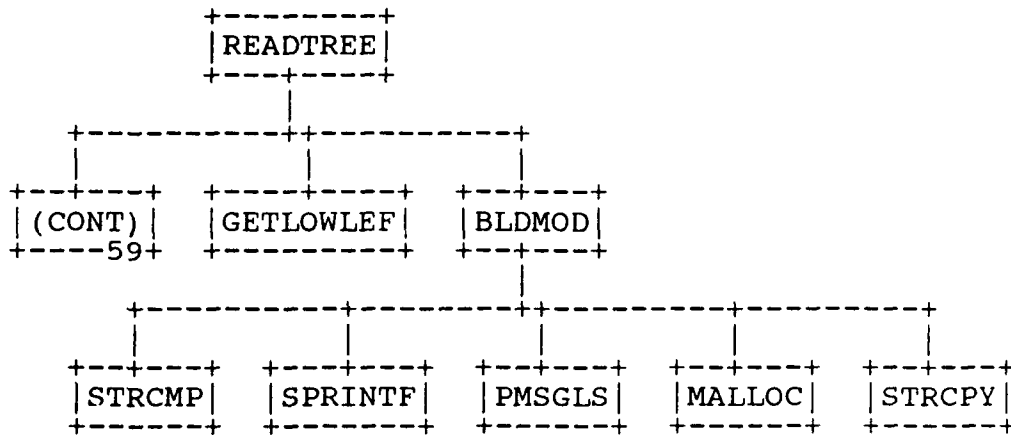 READTREE
(CONT) GETLOWLEF BLDMOD
59
STRCMP SPRINTF PMSGLS MALLOC STRCPY